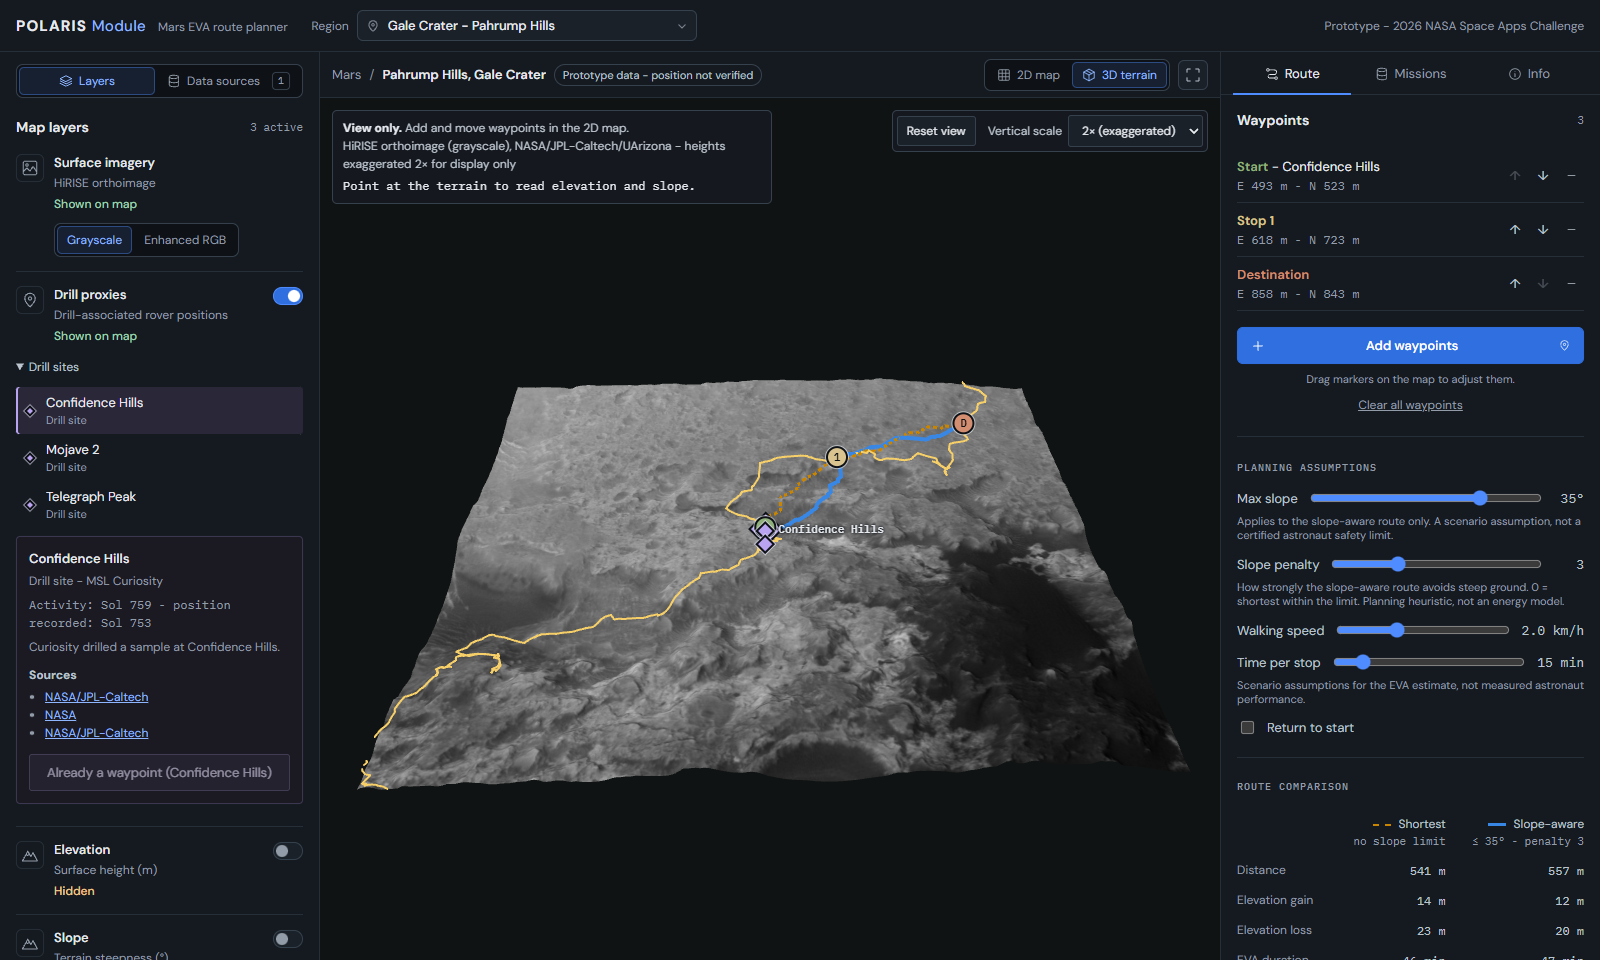 POLARIS Module Mars EVA route planner Region Gale Crater - Pahrump Hills Prototype - 2026 NASA Space Apps Challenge
Layers
Data sources 1
Map layers 3 active
Surface imagery
HiRISE orthoimage
Shown on map
Grayscale Enhanced RGB
Drill proxies
Drill-associated rover positions
Shown on map
▼ Drill sites
Confidence Hills
Drill site
Mojave 2
Drill site
Telegraph Peak
Drill site
Confidence Hills
Drill site - MSL Curiosity
Activity: Sol 759 - position
recorded: Sol 753
Curiosity drilled a sample at Confidence Hills.
Sources
• NASA/JPL-Caltech
• NASA
• NASA/JPL-Caltech
Already a waypoint (Confidence Hills)
Elevation
Surface height (m)
Hidden
Slope
Terrain steepness (°)
Mars / Pahrump Hills, Gale Crater Prototype data - position not verified
2D map 3D terrain
View only. Add and move waypoints in the 2D map.
HiRISE orthoimage (grayscale), NASA/JPL-Caltech/UArizona - heights
exaggerated 2× for display only
Point at the terrain to read elevation and slope.
Reset view Vertical scale 2× (exaggerated)
D
1
Confidence Hills
Route Missions Info
Waypoints 3
Start - Confidence Hills
E 493 m - N 523 m
Stop 1
E 618 m - N 723 m
Destination
E 858 m - N 843 m
+ Add waypoints
Drag markers on the map to adjust them.
Clear all waypoints
PLANNING ASSUMPTIONS
Max slope 35°
Applies to the slope-aware route only. A scenario assumption, not a
certified astronaut safety limit.
Slope penalty 3
How strongly the slope-aware route avoids steep ground. 0 =
shortest within the limit. Planning heuristic, not an energy model.
Walking speed 2.0 km/h
Time per stop 15 min
Scenario assumptions for the EVA estimate, not measured astronaut
performance.
Return to start
ROUTE COMPARISON
Shortest Slope-aware
no slope limit ≤ 35° - penalty 3
Distance 541 m 557 m
Elevation gain 14 m 12 m
Elevation loss 23 m 20 m
EVA duration 46 min 47 min